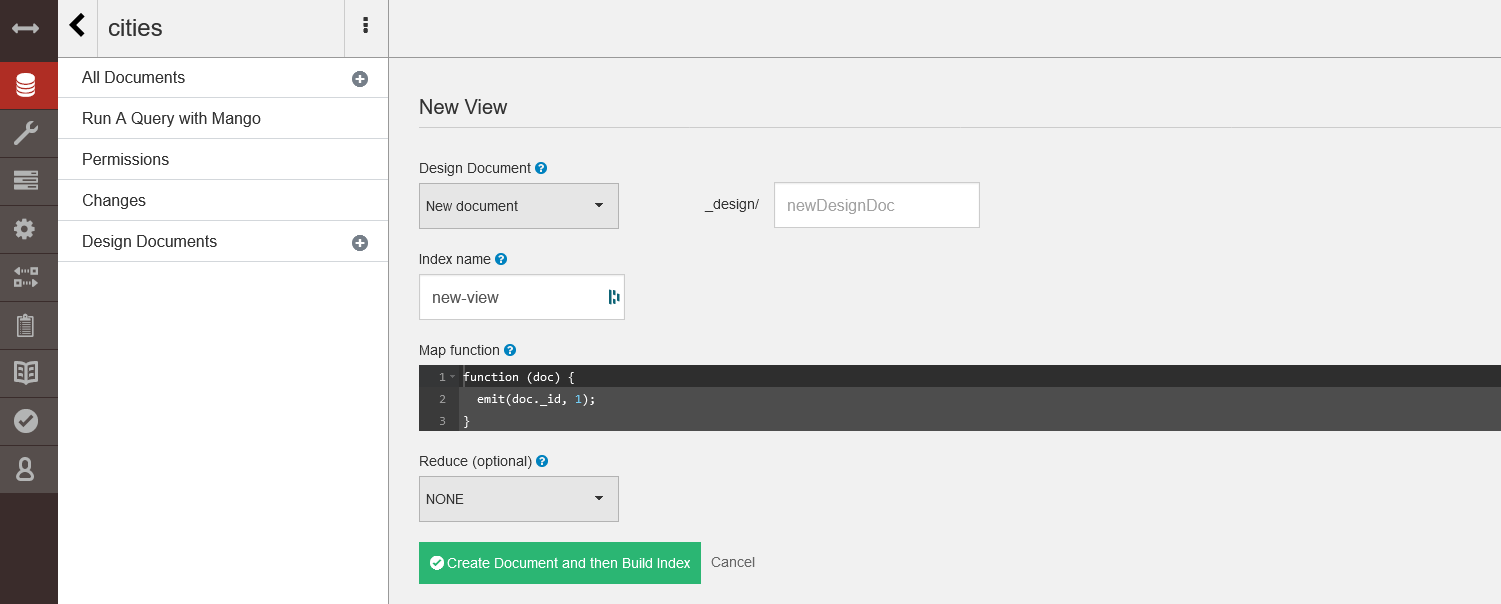 cities
All Documents
Run A Query with Mango
Permissions
Changes
Design Documents
New View
Design Document
New document
_design/
newDesignDoc
Index name
new-view
Map function
1 function (doc) {
2 emit(doc._id, 1);
3 }
Reduce (optional)
NONE
Create Document and then Build Index Cancel